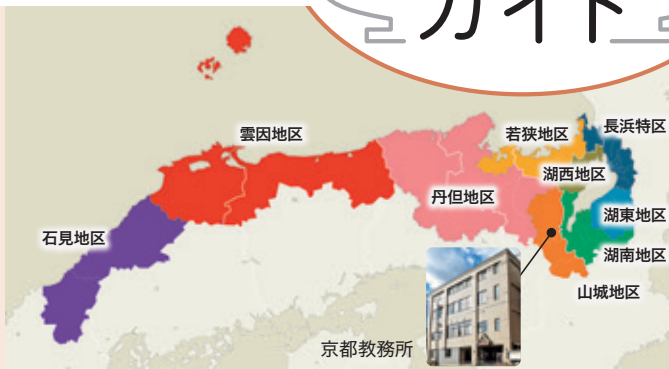 ガイド
雲因地区
若狭地区
長浜特区
湖西地区
丹但地区
湖東地区
石見地区
湖南地区
山城地区
京都教務所